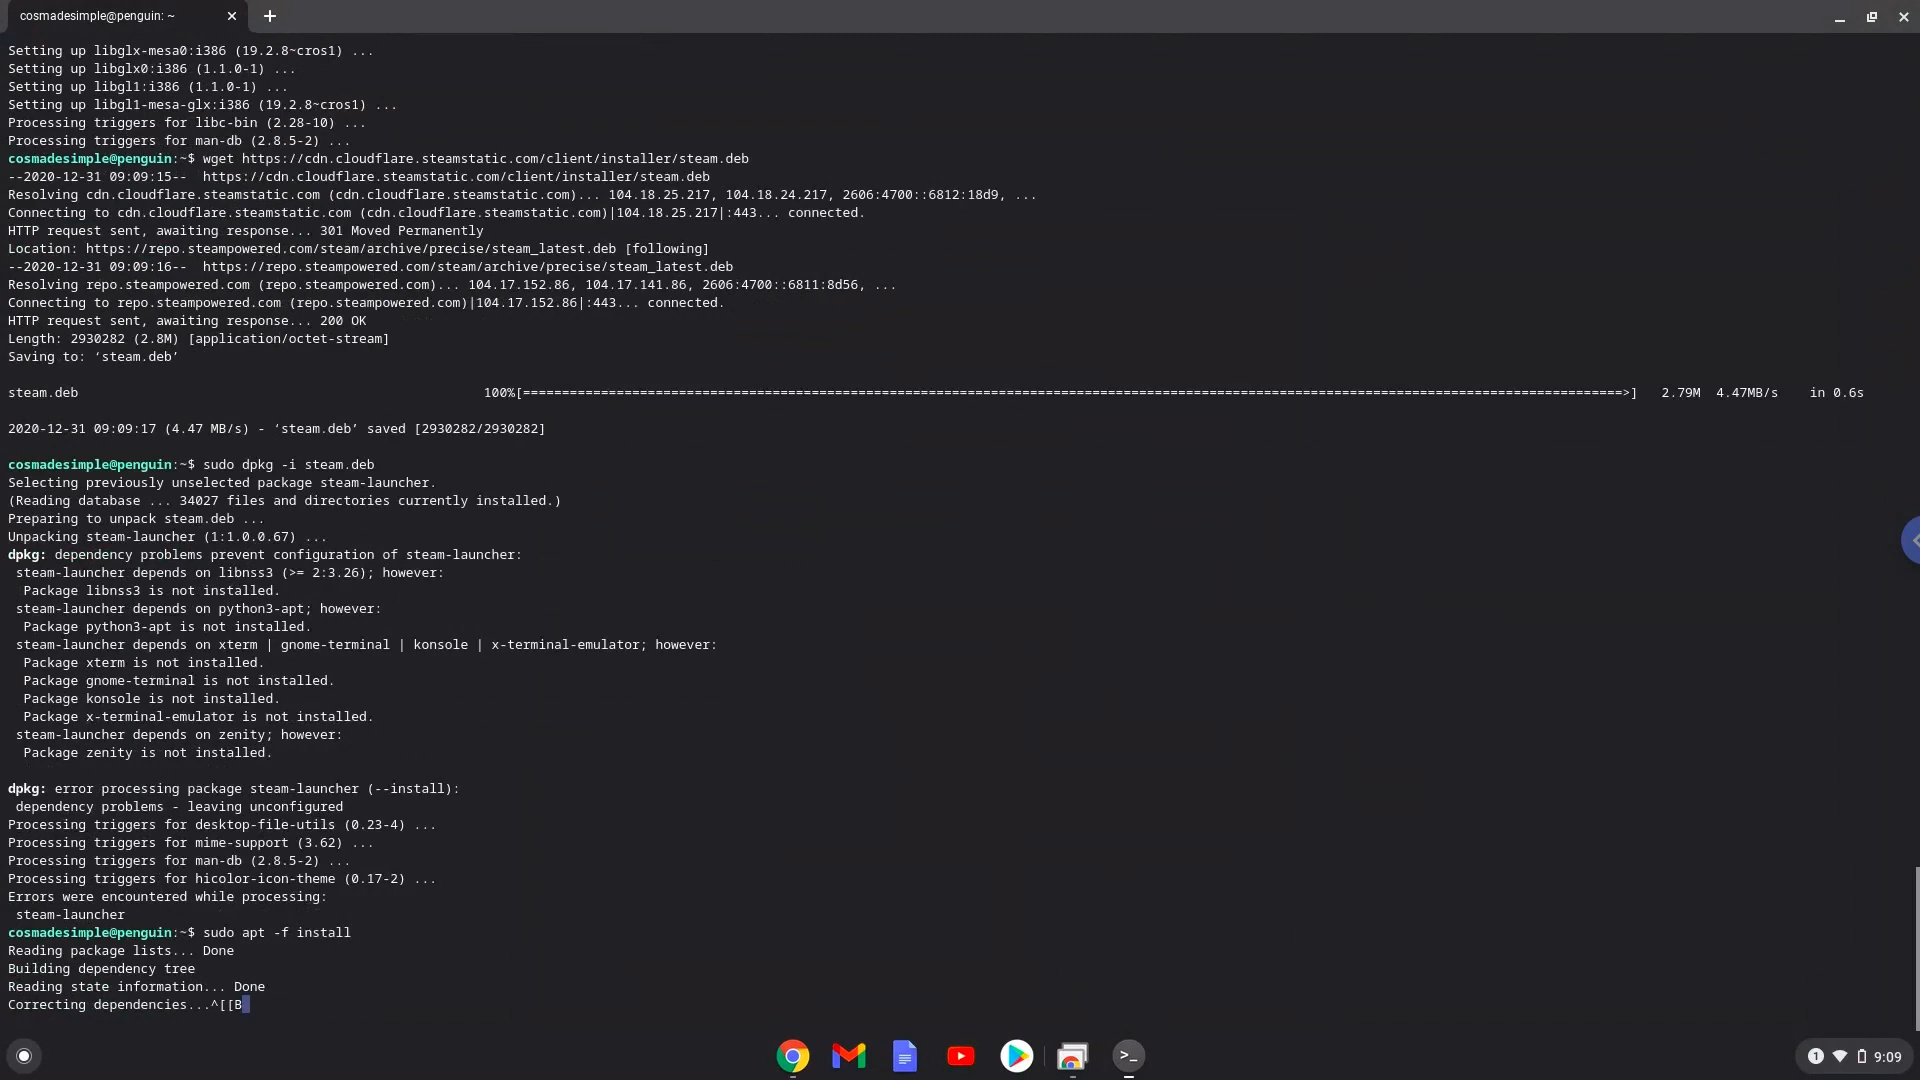 cosmadesimple@penguin: ~
Setting up libglx-mesa0:i386 (19.2.8~cros1) ...
Setting up libglx0:i386 (1.1.0-1) ...
Setting up libgl1:i386 (1.1.0-1) ...
Setting up libgl1-mesa-glx:i386 (19.2.8~cros1) ...
Processing triggers for libc-bin (2.28-10) ...
Processing triggers for man-db (2.8.5-2) ...
cosmadesimple@penguin:~$ wget https://cdn.cloudflare.steamstatic.com/client/installer/steam.deb
--2020-12-31 09:09:15--  https://cdn.cloudflare.steamstatic.com/client/installer/steam.deb
Resolving cdn.cloudflare.steamstatic.com (cdn.cloudflare.steamstatic.com)... 104.18.25.217, 104.18.24.217, 2606:4700::6812:18d9, ...
Connecting to cdn.cloudflare.steamstatic.com (cdn.cloudflare.steamstatic.com)|104.18.25.217|:443... connected.
HTTP request sent, awaiting response... 301 Moved Permanently
Location: https://repo.steampowered.com/steam/archive/precise/steam_latest.deb [following]
--2020-12-31 09:09:16--  https://repo.steampowered.com/steam/archive/precise/steam_latest.deb
Resolving repo.steampowered.com (repo.steampowered.com)... 104.17.152.86, 104.17.141.86, 2606:4700::6811:8d56, ...
Connecting to repo.steampowered.com (repo.steampowered.com)|104.17.152.86|:443... connected.
HTTP request sent, awaiting response... 200 OK
Length: 2930282 (2.8M) [application/octet-stream]
Saving to: ‘steam.deb’
steam.deb 100%[=============================================================================================================================================>] 2.79M 4.47MB/s in 0.6s
2020-12-31 09:09:17 (4.47 MB/s) - ‘steam.deb’ saved [2930282/2930282]
cosmadesimple@penguin:~$ sudo dpkg -i steam.deb
Selecting previously unselected package steam-launcher.
(Reading database ... 34027 files and directories currently installed.)
Preparing to unpack steam.deb ...
Unpacking steam-launcher (1:1.0.0.67) ...
dpkg: dependency problems prevent configuration of steam-launcher:
steam-launcher depends on libnss3 (>= 2:3.26); however:
Package libnss3 is not installed.
steam-launcher depends on python3-apt; however:
Package python3-apt is not installed.
steam-launcher depends on xterm | gnome-terminal | konsole | x-terminal-emulator; however:
Package xterm is not installed.
Package gnome-terminal is not installed.
Package konsole is not installed.
Package x-terminal-emulator is not installed.
steam-launcher depends on zenity; however:
Package zenity is not installed.
dpkg: error processing package steam-launcher (--install):
dependency problems - leaving unconfigured
Processing triggers for desktop-file-utils (0.23-4) ...
Processing triggers for mime-support (3.62) ...
Processing triggers for man-db (2.8.5-2) ...
Processing triggers for hicolor-icon-theme (0.17-2) ...
Errors were encountered while processing:
steam-launcher
cosmadesimple@penguin:~$ sudo apt -f install
Reading package lists... Done
Building dependency tree
Reading state information... Done
Correcting dependencies...^[[B
1 9:09